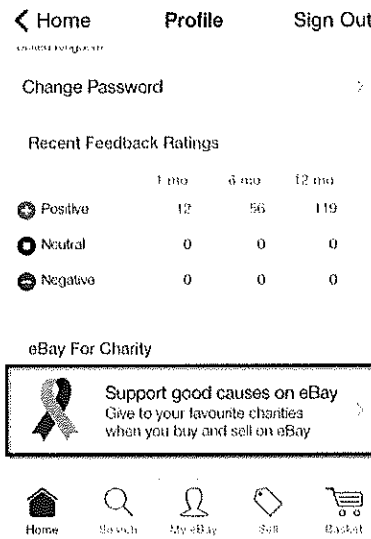 Home Profile Sign Out
United Kingdom
Change Password
Recent Feedback Ratings
1 mo 6 mo 12 mo
Positive 12 56 119
Neutral 0 0 0
Negative 0 0 0
eBay For Charity
Support good causes on eBay
Give to your favourite charities
when you buy and sell on eBay
Home Search My eBay Sell Basket